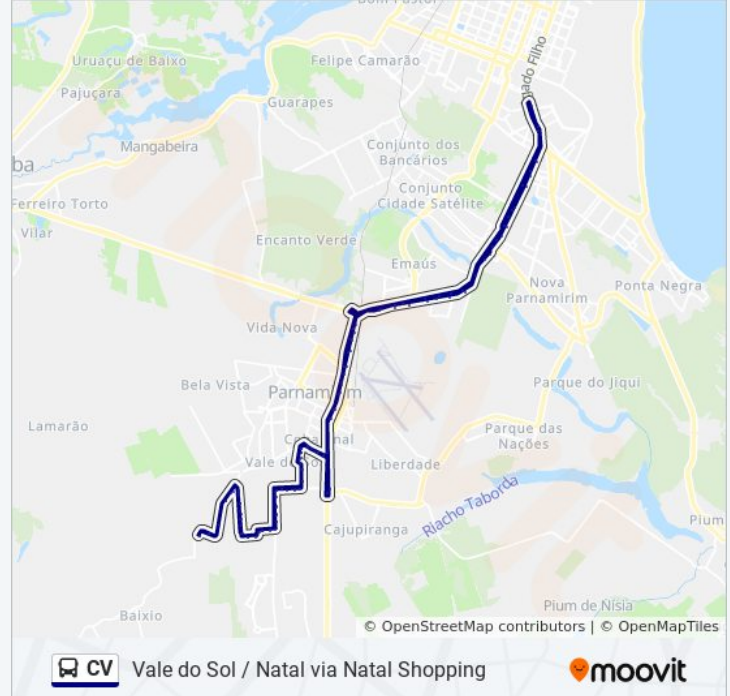 Bom Pastor
Uruaçu de Baixo
Felipe Camarão
Pajuçara
Guarapes
Mangabeira
Conjunto dos
Bancários
Conjunto
Cidade Satélite
Ferreiro Torto
Vilar
Encanto Verde
Emaús
Nova
Parnamirim
Ponta Negra
Vida Nova
Bela Vista
Parque do Jiqui
Lamarão
Parque das
Nações
Liberdade
Riacho Taborda
Cajupiranga
Pium
Pium de Nísia
Baixio
© OpenStreetMap contributors | © OpenMapTiles
CV Vale do Sol / Natal via Natal Shopping
moovit